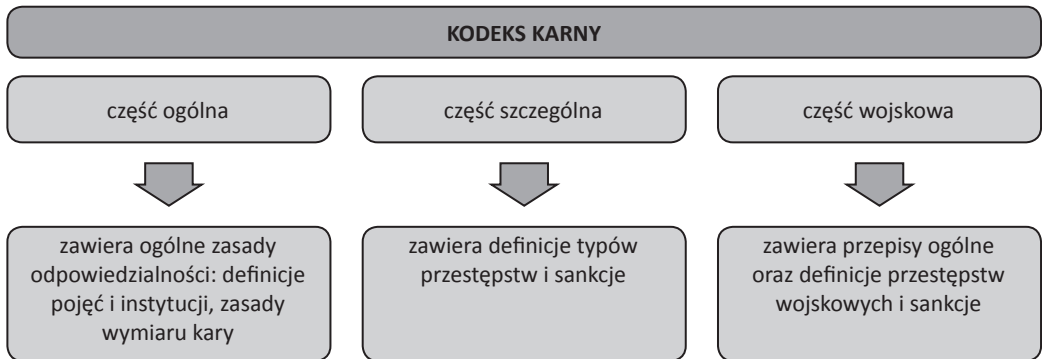 KODEKS KARNY
część ogólna
część szczególna
część wojskowa
zawiera ogólne zasady
odpowiedzialności: definicje
pojęć i instytucji, zasady
wymiaru kary
zawiera definicje typów
przestępstw i sankcje
zawiera przepisy ogólne
oraz definicje przestępstw
wojskowych i sankcje